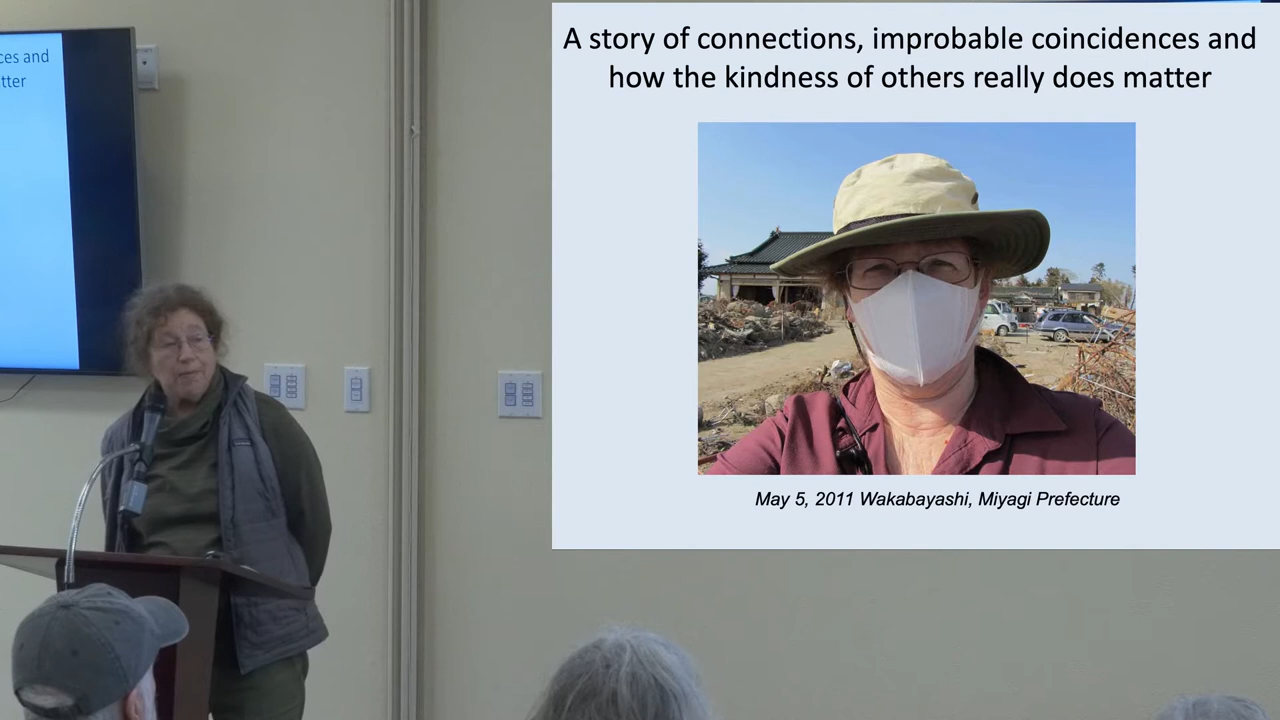 ces and
tter
A story of connections, improbable coincidences and
how the kindness of others really does matter
May 5, 2011 Wakabayashi, Miyagi Prefecture